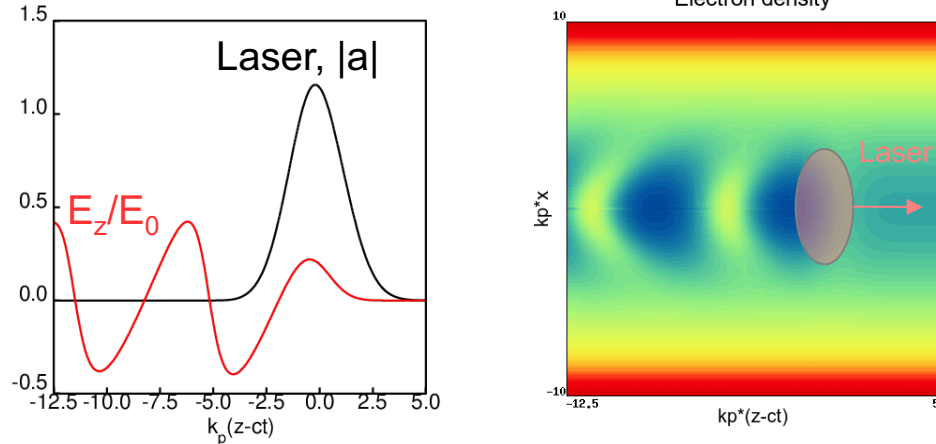 1.5
Laser, |a|
1.0
0.5
E_z/E_0
0.0
-0.5
-12.5 -10.0 -7.5 -5.0 -2.5 0.0 2.5 5.0
k_p(z-ct)
Electron density
10
kp*x
Laser
-10
-12.5 5
kp*(z-ct)